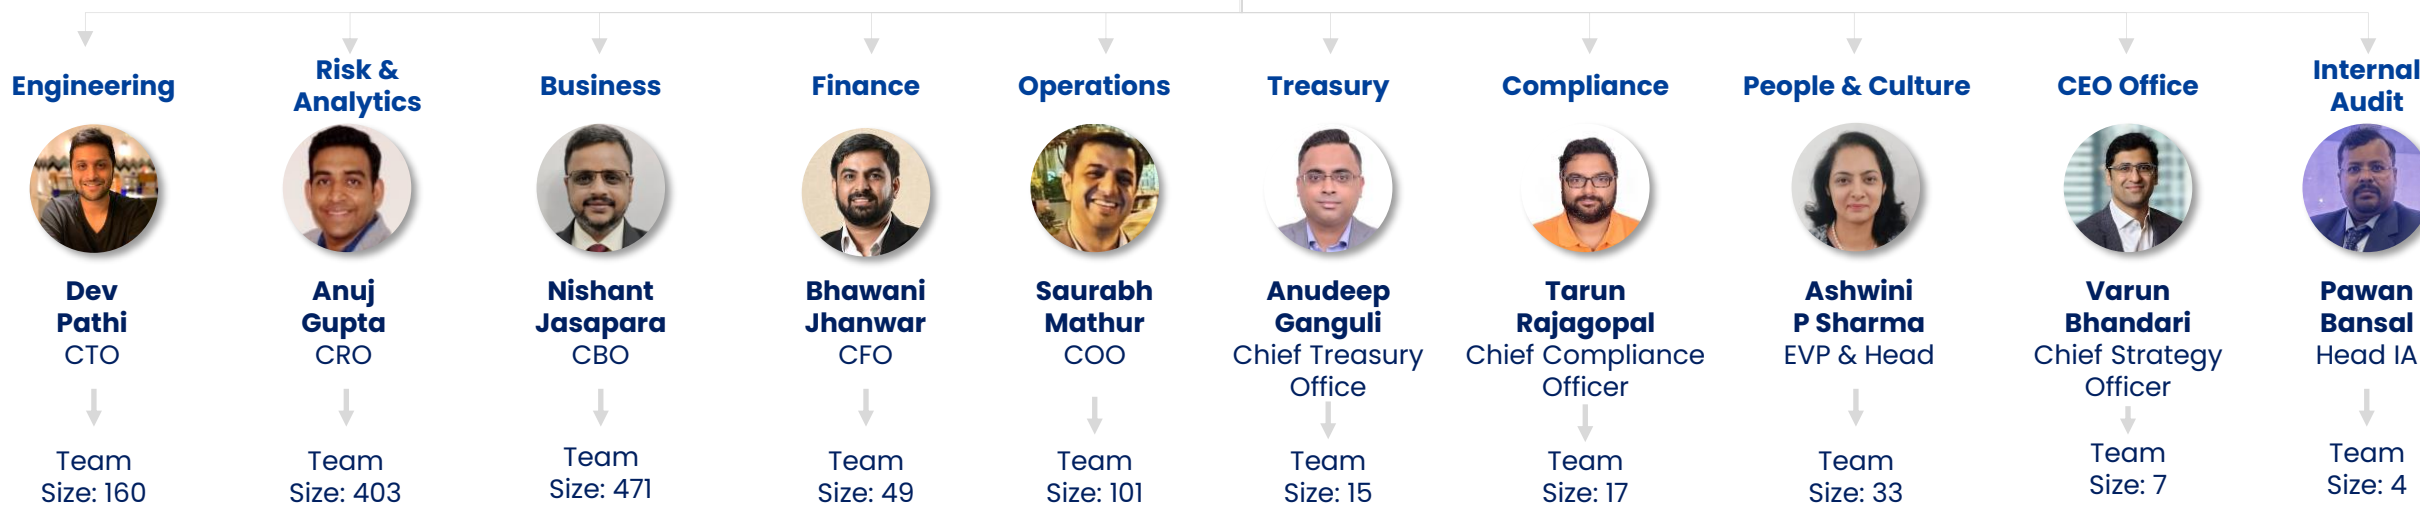 Engineering
Risk &
Analytics
Business
Finance
Operations
Treasury
Compliance
People & Culture
CEO Office
Internal
Audit
Dev
Pathi
CTO
Team
Size: 160
Anuj
Gupta
CRO
Team
Size: 403
Nishant
Jasapara
CBO
Team
Size: 471
Bhawani
Jhanwar
CFO
Team
Size: 49
Saurabh
Mathur
COO
Team
Size: 101
Anudeep
Ganguli
Chief Treasury
Office
Team
Size: 15
Tarun
Rajagopal
Chief Compliance
Officer
Team
Size: 17
Ashwini
P Sharma
EVP & Head
Team
Size: 33
Varun
Bhandari
Chief Strategy
Officer
Team
Size: 7
Pawan
Bansal
Head IA
Team
Size: 4